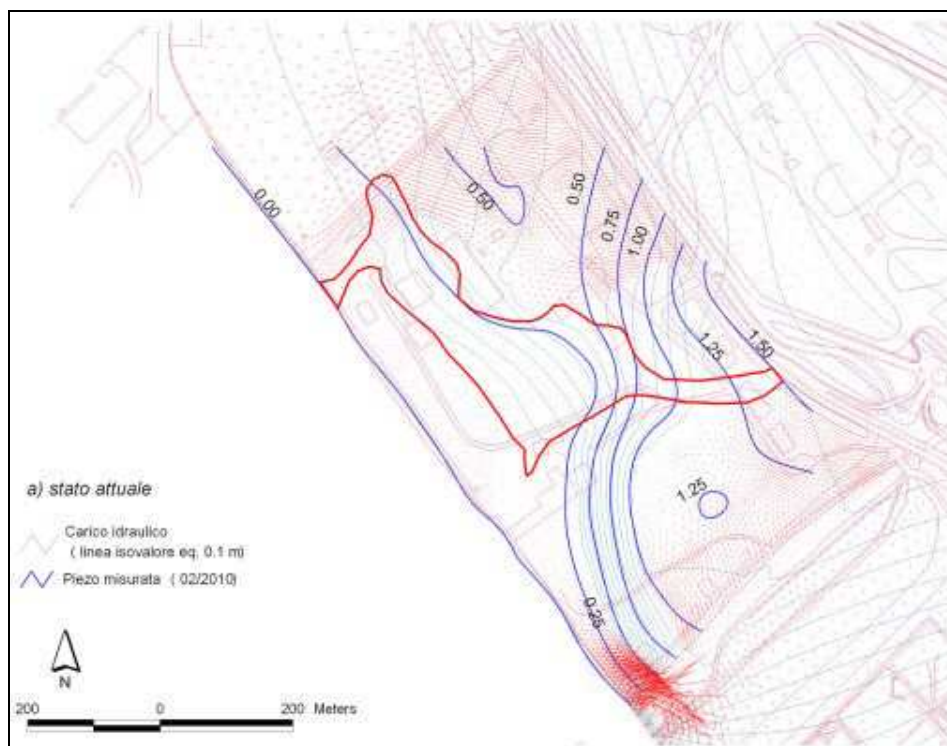 0.00
0.50
0.50
0.75
1.00
1.25
1.50
1.25
0.25
a) stato attuale
Carico idraulico
( linea isovalore eq. 0.1 m)
Piezo misurata ( 02/2010)
N
200 0 200 Meters